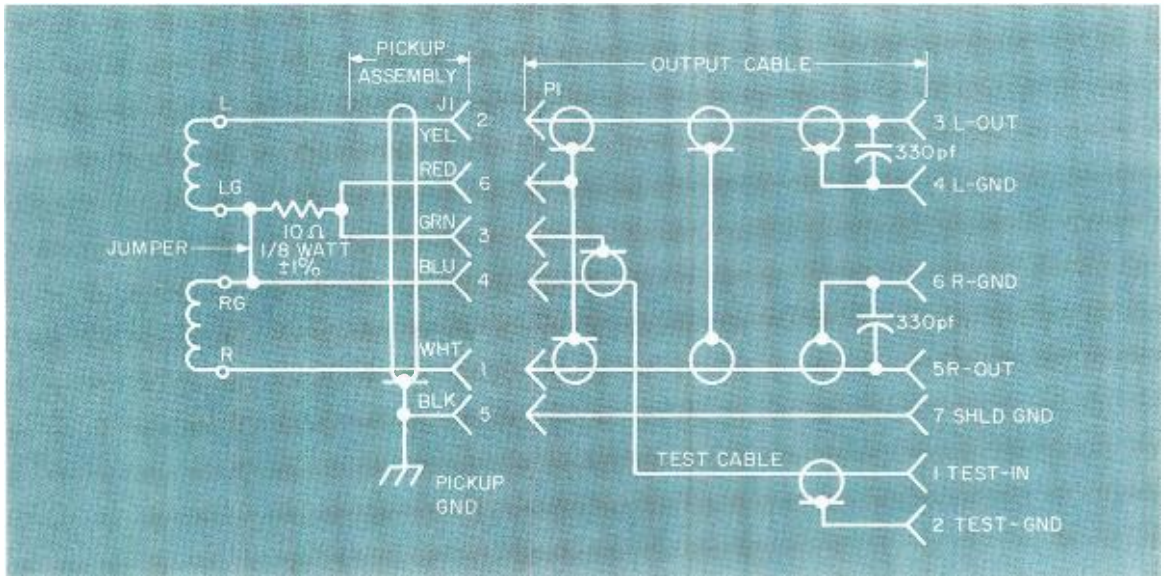 PICKUP
ASSEMBLY
OUTPUT CABLE
L
J1
P1
YEL
2
3 L-OUT
330pf
RED
6
4 L-GND
LG
10 Ω
1/8 WATT
±1%
GRN
3
JUMPER
BLU
4
6 R-GND
RG
330pf
R
WHT
1
5 R-OUT
BLK
5
7 SHLD GND
PICKUP
GND
TEST CABLE
1 TEST-IN
2 TEST-GND